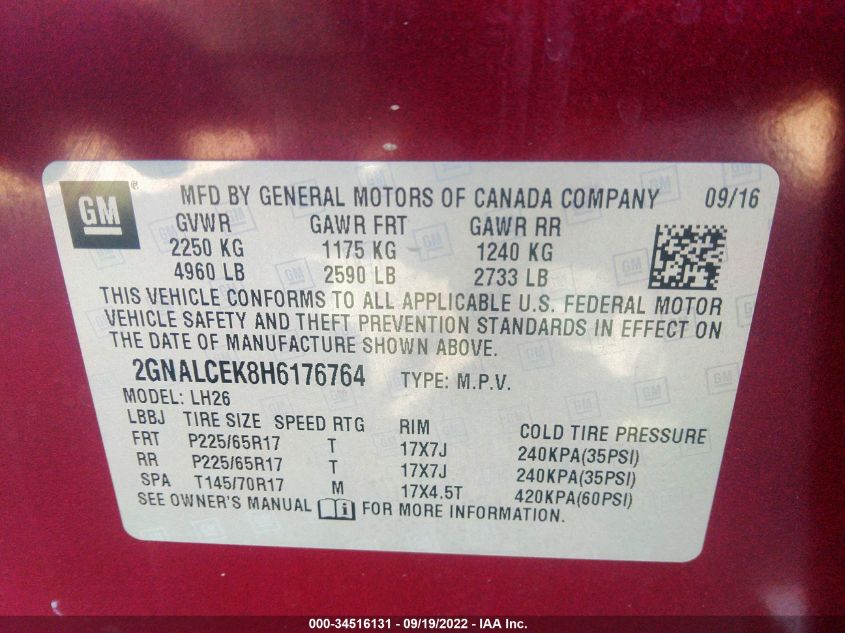 GM ® MFD BY GENERAL MOTORS OF CANADA COMPANY 09/16
GVWR GAWR FRT GAWR RR
2250 KG 1175 KG 1240 KG
4960 LB 2590 LB 2733 LB
THIS VEHICLE CONFORMS TO ALL APPLICABLE U.S. FEDERAL MOTOR
VEHICLE SAFETY AND THEFT PREVENTION STANDARDS IN EFFECT ON
THE DATE OF MANUFACTURE SHOWN ABOVE.
2GNALCEK8H6176764 TYPE: M.P.V.
MODEL: LH26
LBBJ TIRE SIZE SPEED RTG RIM COLD TIRE PRESSURE
FRT P225/65R17 T 17X7J 240KPA(35PSI)
RR P225/65R17 T 17X7J 240KPA(35PSI)
SPA T145/70R17 M 17X4.5T 420KPA(60PSI)
SEE OWNER'S MANUAL i FOR MORE INFORMATION.
000-34516131 - 09/19/2022 - IAA Inc.